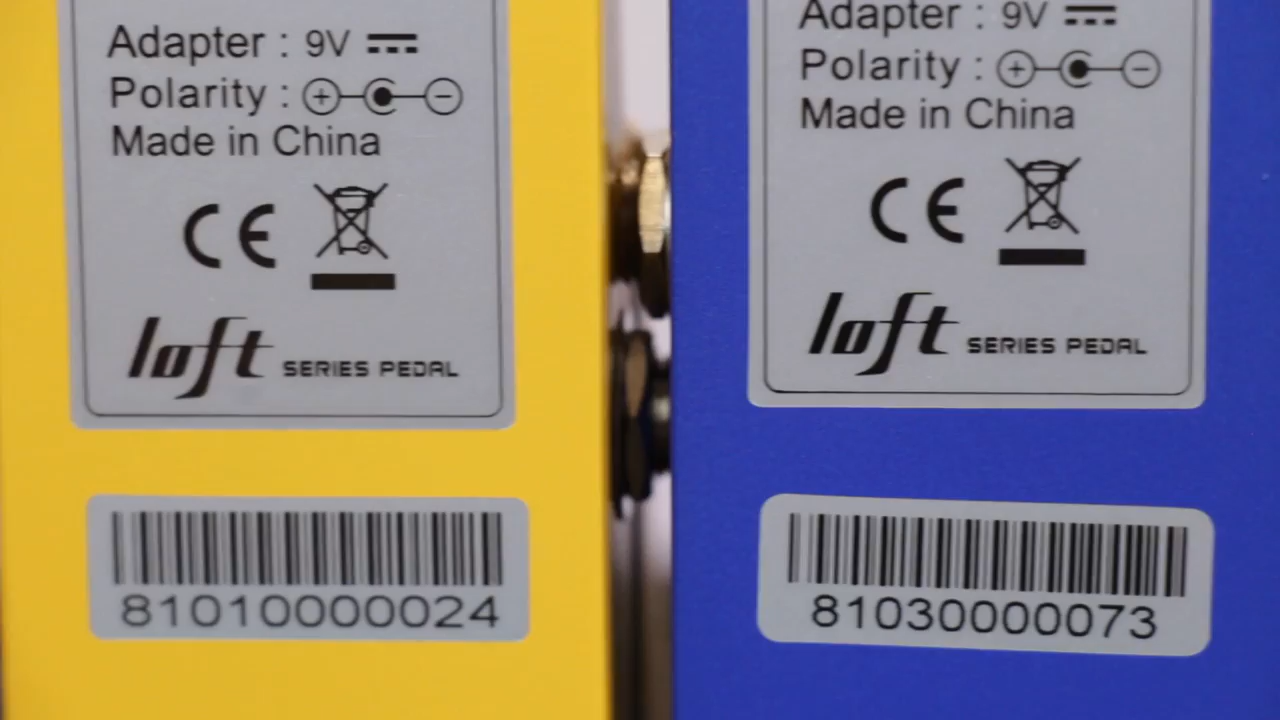 Adapter : 9V
Polarity : + -
Made in China
CE
loft SERIES PEDAL
81010000024
Adapter : 9V
Polarity : + -
Made in China
CE
loft SERIES PEDAL
81030000073